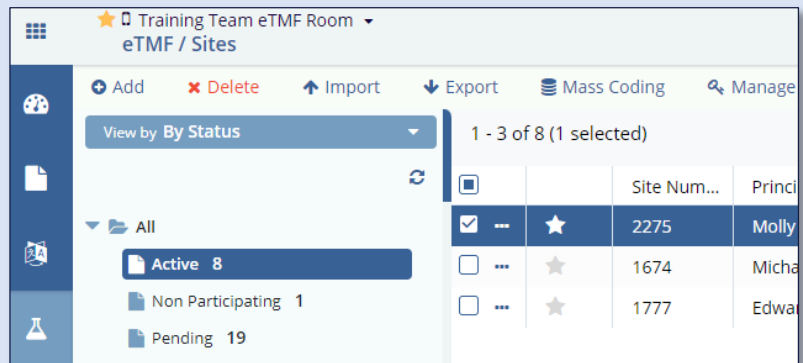 Training Team eTMF Room
eTMF / Sites
Add Delete Import Export Mass Coding Manage
View by By Status
1 - 3 of 8 (1 selected)
Site Num... Princi
All
2275 Molly
Active 8
1674 Micha
Non Participating 1
1777 Edwar
Pending 19